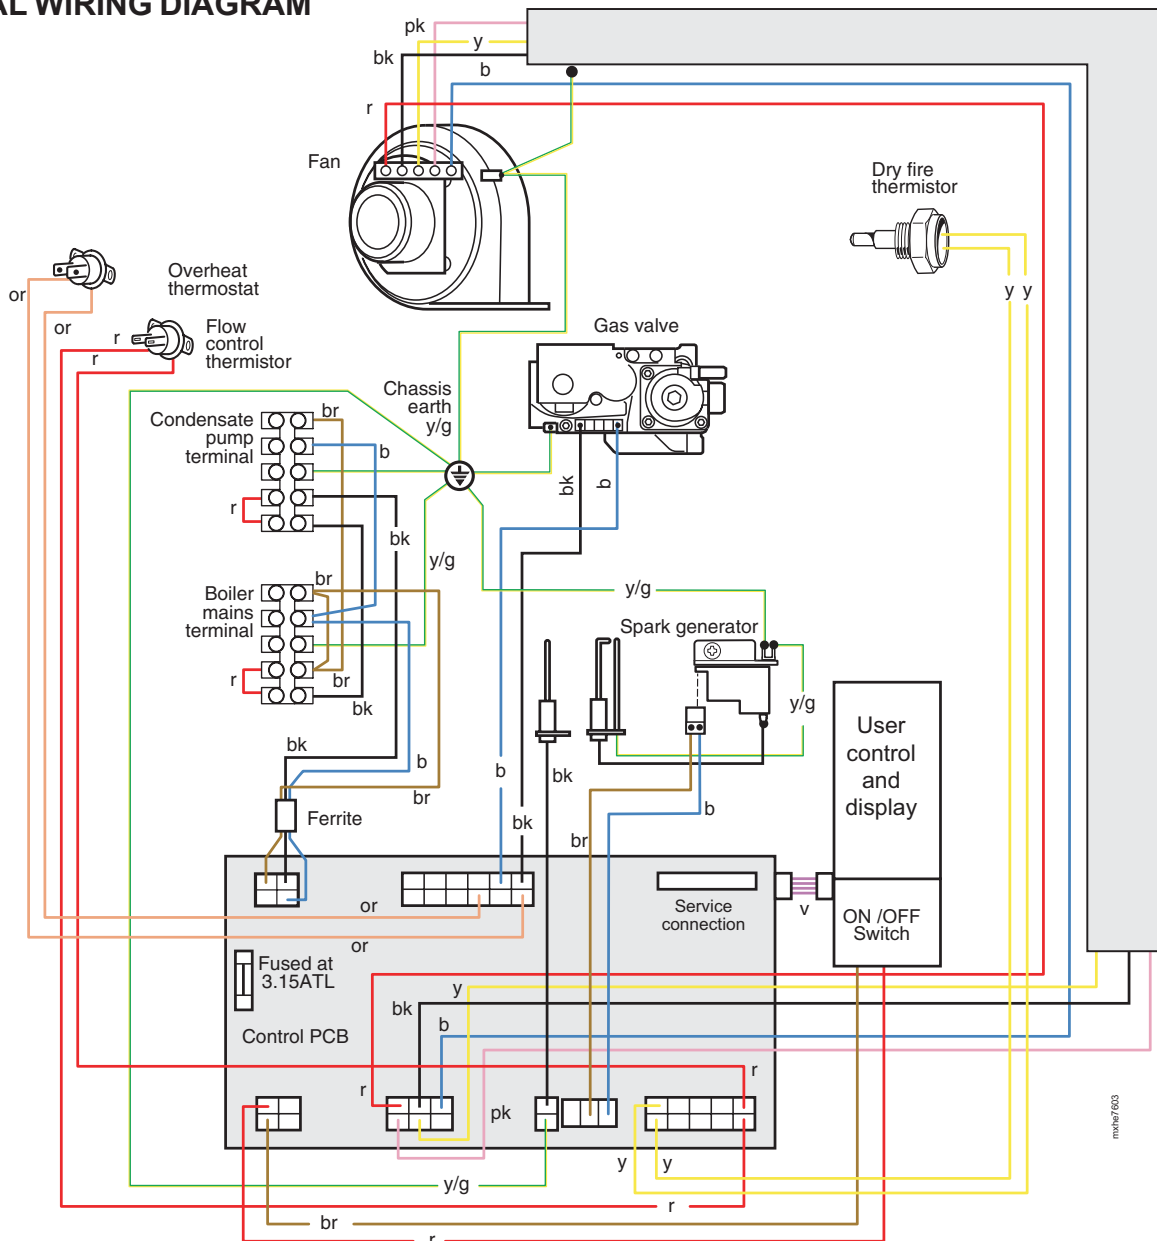 AL WIRING DIAGRAM
pk
y
bk
b
r
Fan
Dry fire
thermistor
Overheat
thermostat
or
or
y y
Flow
control
thermistor
r
r
Gas valve
Chassis
earth
y/g
br
Condensate
pump
terminal
b
r
bk
bk
b
y/g
br
Boiler
mains
terminal
y/g
Spark generator
r
br
bk
y/g
User
control
and
display
bk
b
b
bk
br
b
Ferrite
bk
br
or
or
Service
connection
v
ON /OFF
Switch
Fused at
3.15ATL
y
bk
b
Control PCB
r
r
pk
mxhe7603
y
y
y/g
r
br
r